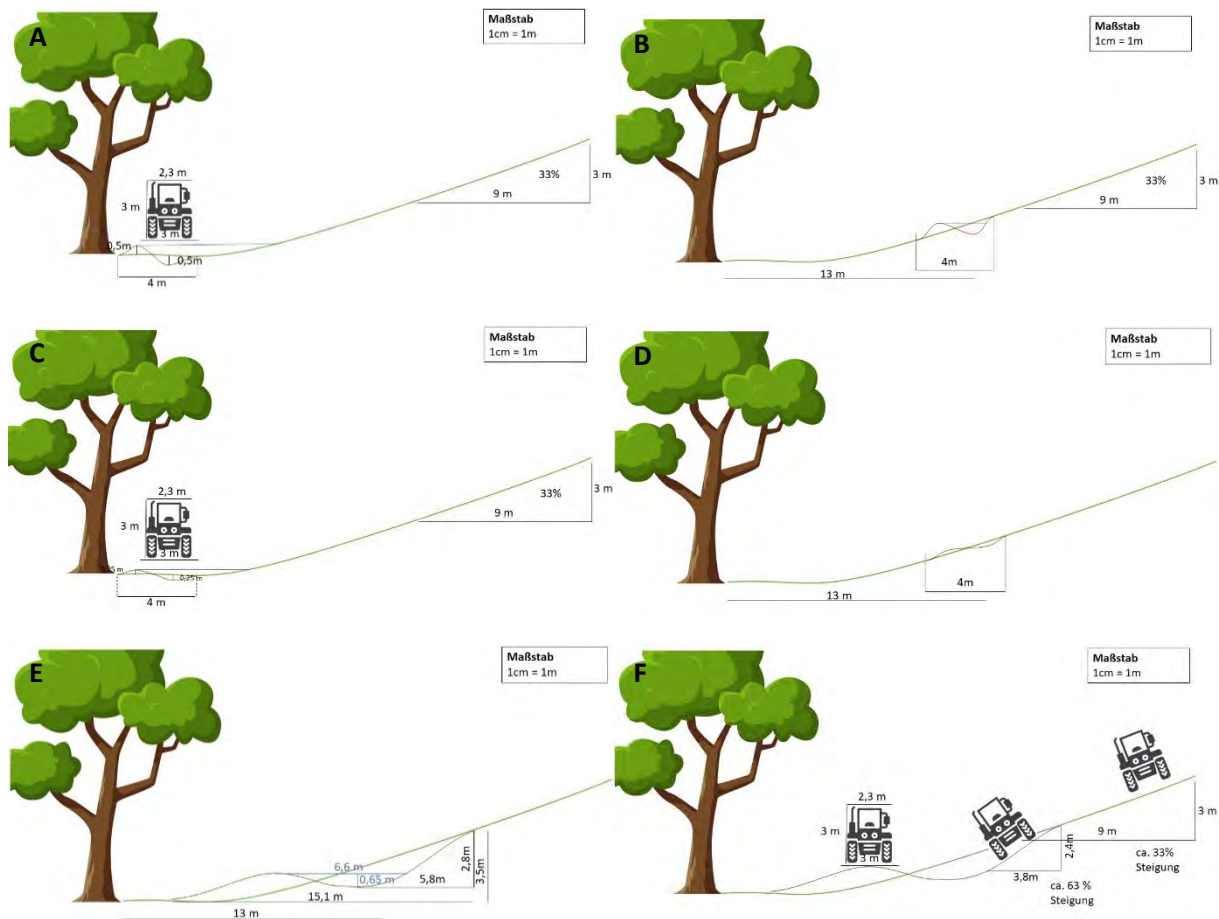 A
Maßstab
1cm = 1m
2,3 m
3 m
3 m
0,5m
0,5m
4 m
33%
9 m
3 m
B
Maßstab
1cm = 1m
33%
3 m
9 m
4m
13 m
C
Maßstab
1cm = 1m
2,3 m
3 m
3 m
0,25 m
4 m
33%
9 m
3 m
D
Maßstab
1cm = 1m
4m
13 m
E
Maßstab
1cm = 1m
6,6 m
0,65 m
5,8m
2,8m
3,5m
15,1 m
13 m
F
Maßstab
1cm = 1m
2,3 m
3 m
3 m
2,4m
3,8m
ca. 63 %
Steigung
9 m
3 m
ca. 33%
Steigung